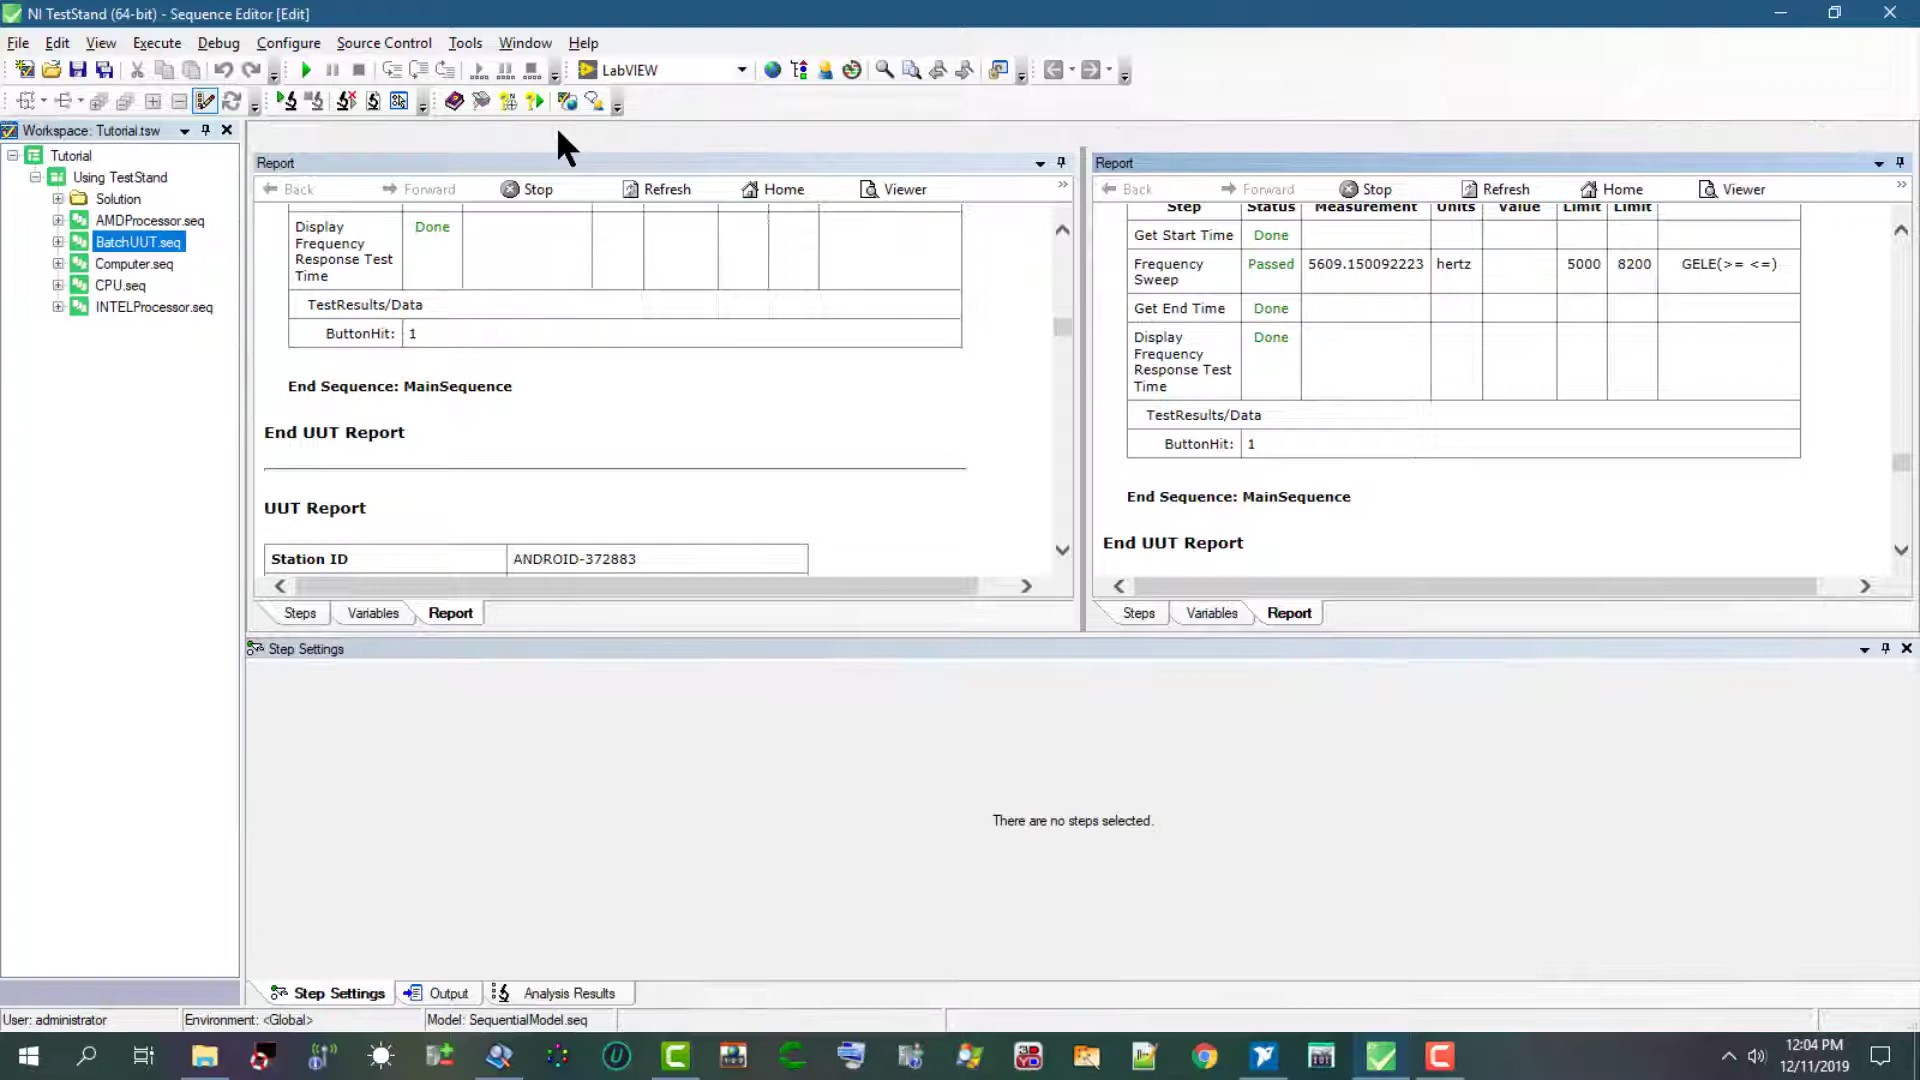 NI TestStand (64-bit) - Sequence Editor [Edit]
File Edit View Execute Debug Configure Source Control Tools Window Help
LabVIEW
Workspace: Tutorial.tsw
Tutorial
Using TestStand
Solution
AMDProcessor.seq
BatchUUT.seq
Computer.seq
CPU.seq
INTELProcessor.seq
Report
Back Forward Stop Refresh Home Viewer
Display Frequency Response Test Time Done
TestResults/Data
ButtonHit: 1
End Sequence: MainSequence
End UUT Report
UUT Report
Station ID ANDROID-372883
Steps Variables Report
Report
Back Forward Stop Refresh Home Viewer
Step Status Measurement Units Value Limit Limit
Get Start Time Done
Frequency Sweep Passed 5609.150092223 hertz 5000 8200 GELE(>= <=)
Get End Time Done
Display Frequency Response Test Time Done
TestResults/Data
ButtonHit: 1
End Sequence: MainSequence
End UUT Report
Steps Variables Report
Step Settings
There are no steps selected.
Step Settings Output Analysis Results
User: administrator Environment: <Global> Model: SequentialModel.seq
12:04 PM
12/11/2019